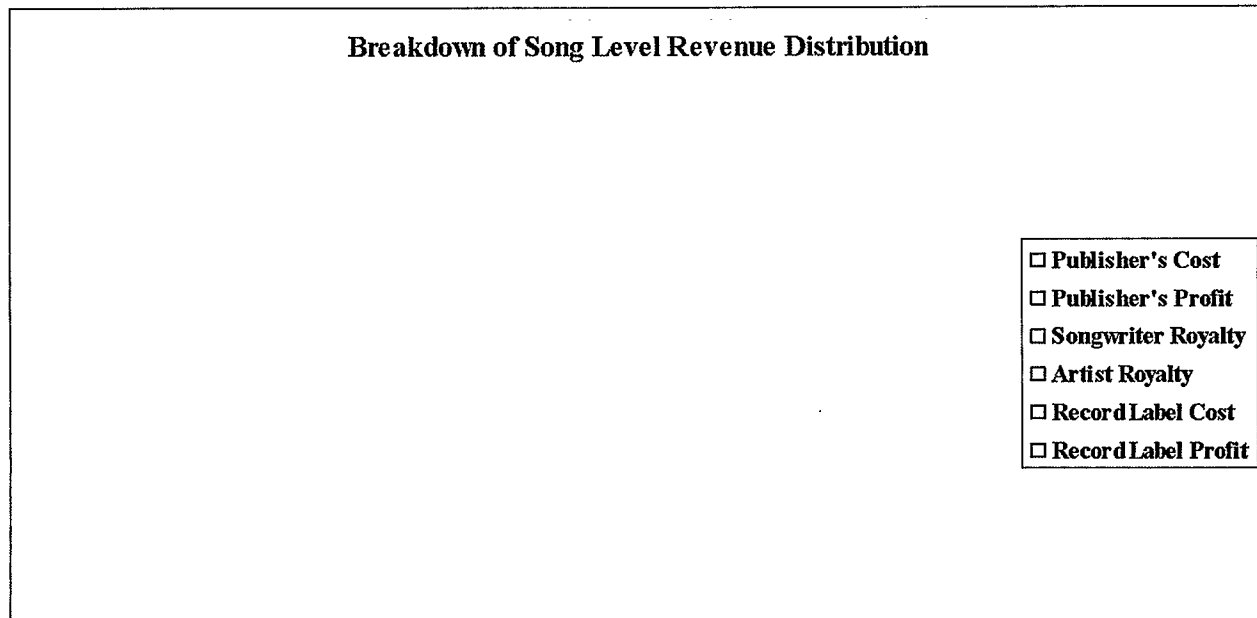 Breakdown of Song Level Revenue Distribution
Publisher's Cost
Publisher's Profit
Songwriter Royalty
Artist Royalty
Record Label Cost
Record Label Profit